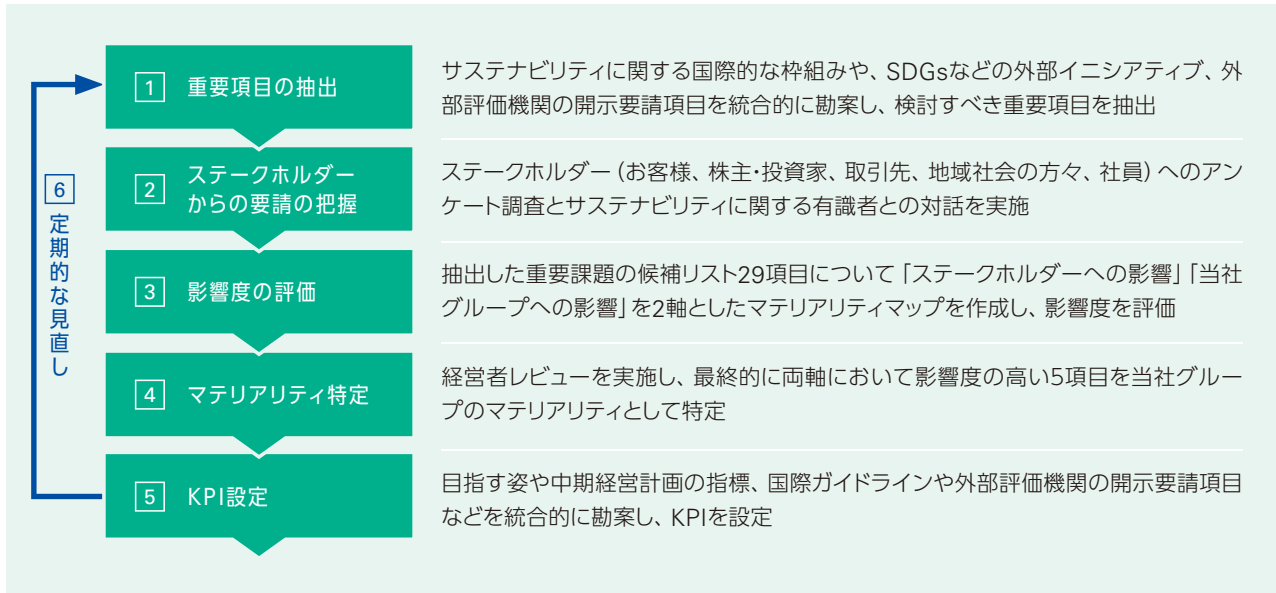 1 重要項目の抽出
サステナビリティに関する国際的な枠組みや、SDGsなどの外部イニシアティブ、外
部評価機関の開示要請項目を統合的に勘案し、検討すべき重要項目を抽出
2 ステークホルダー
からの要請の把握
ステークホルダー（お客様、株主・投資家、取引先、地域社会の方々、社員）へのアン
ケート調査とサステナビリティに関する有識者との対話を実施
3 影響度の評価
抽出した重要課題の候補リスト29項目について「ステークホルダーへの影響」「当社
グループへの影響」を2軸としたマテリアリティマップを作成し、影響度を評価
4 マテリアリティ特定
経営者レビューを実施し、最終的に両軸において影響度の高い5項目を当社グルー
プのマテリアリティとして特定
5 KPI設定
目指す姿や中期経営計画の指標、国際ガイドラインや外部評価機関の開示要請項目
などを統合的に勘案し、KPIを設定
6 定期的な見直し